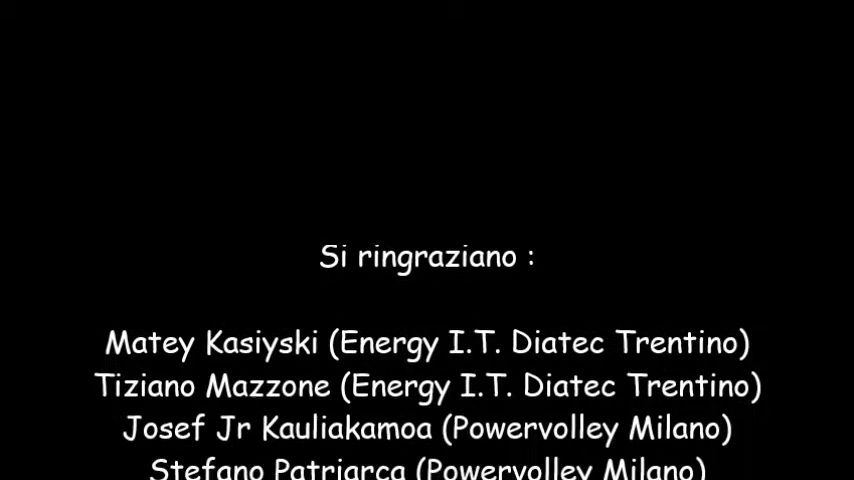 Si ringraziano :
Matey Kasiyski (Energy I.T. Diatec Trentino)
Tiziano Mazzone (Energy I.T. Diatec Trentino)
Josef Jr Kauliakamoa (Powervolley Milano)
Stefano Patriarca (Powervolley Milano)